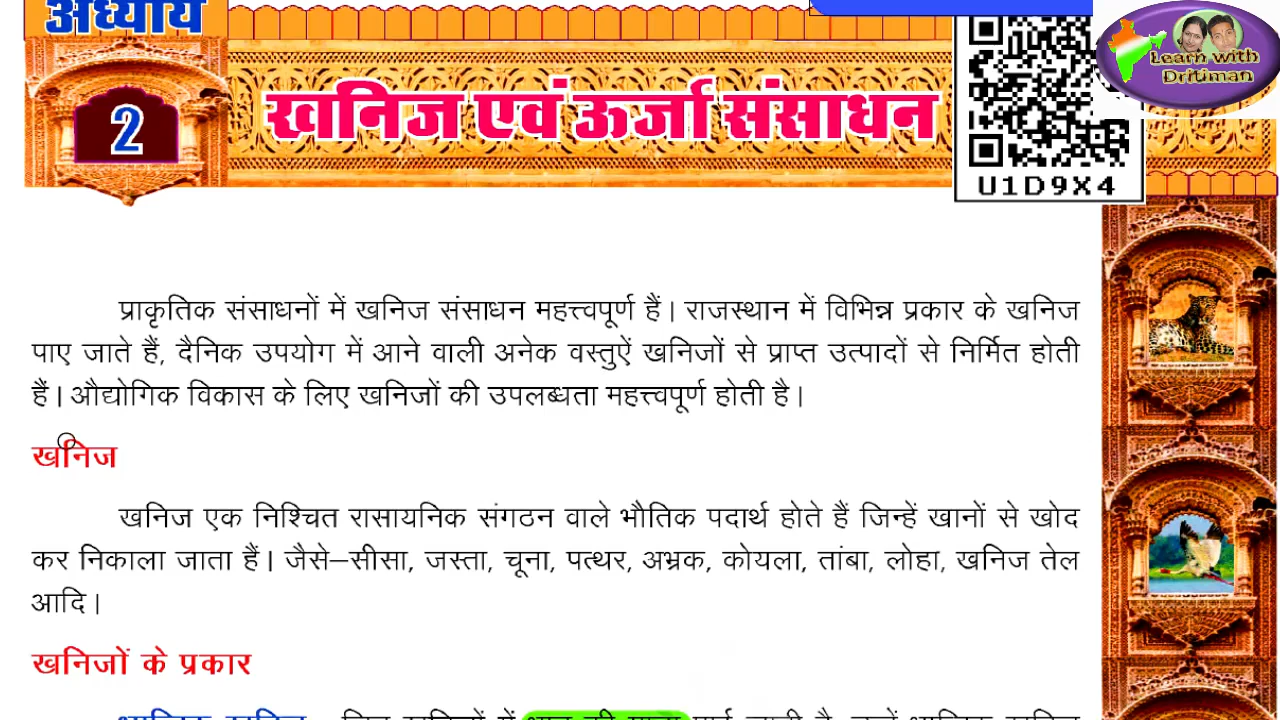 अध्याय
2
खनिज एवं ऊर्जा संसाधन
U1D9X4
Learn with
Dritiman
प्राकृतिक संसाधनों में खनिज संसाधन महत्त्वपूर्ण हैं। राजस्थान में विभिन्न प्रकार के खनिज
पाए जाते हैं, दैनिक उपयोग में आने वाली अनेक वस्तुऐं खनिजों से प्राप्त उत्पादों से निर्मित होती
हैं। औद्योगिक विकास के लिए खनिजों की उपलब्धता महत्त्वपूर्ण होती है।
खनिज
खनिज एक निश्चित रासायनिक संगठन वाले भौतिक पदार्थ होते हैं जिन्हें खानों से खोद
कर निकाला जाता हैं। जैसे–सीसा, जस्ता, चूना, पत्थर, अभ्रक, कोयला, तांबा, लोहा, खनिज तेल
आदि।
खनिजों के प्रकार